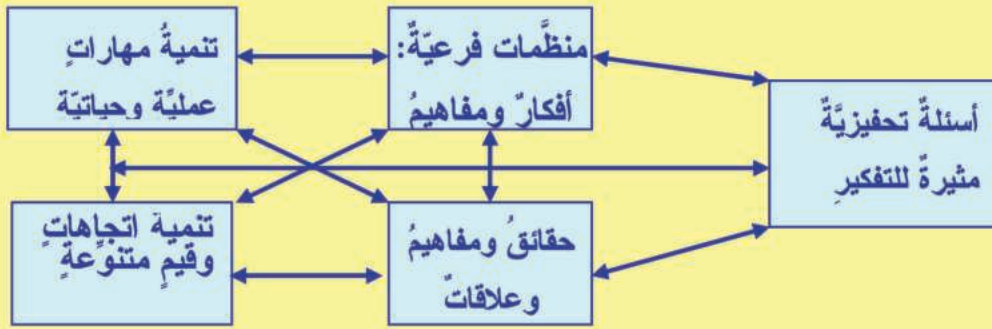 أسئلةٌ تحفيزيَّةٌ
مثيرةٌ للتفكيرِ
منظَّمات فرعيّةٌ:
أفكارٌ ومفاهيمُ
تنميةُ مهاراتٍ
عمليَّة وحياتيّة
حقائقُ ومفاهيمُ
وعلاقاتٌ
تنمية اتجاهاتٍ
وقيمٍ متنوِّعةٍ